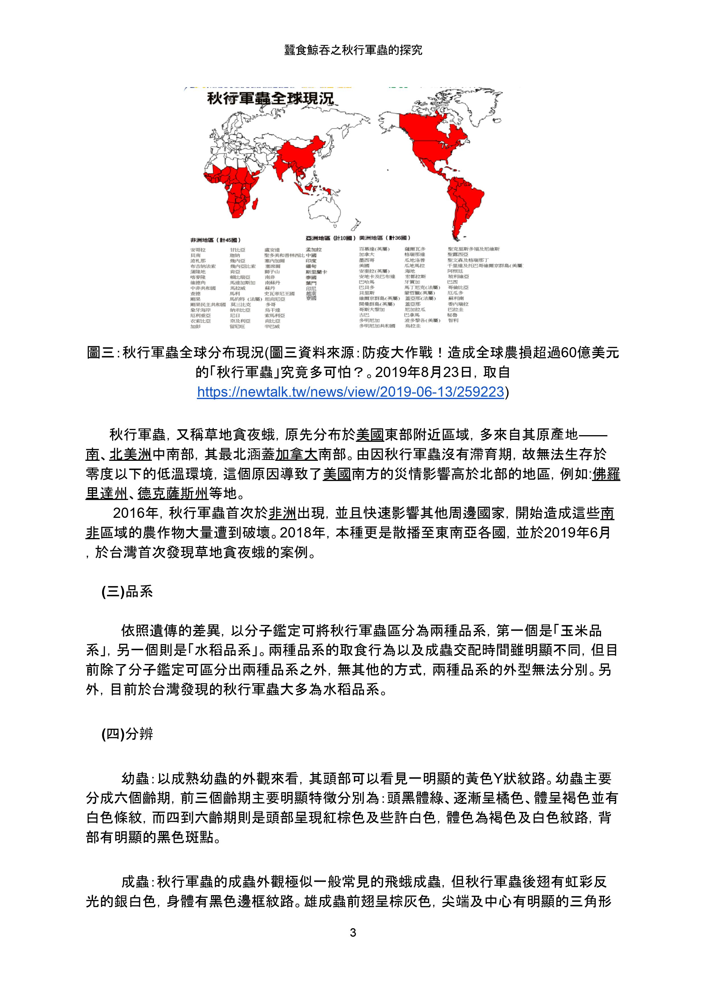 蠶食鯨吞之秋行軍蟲的探究
秋行軍蟲全球現況
非洲地區（計45國）
安哥拉 甘比亞 盧安達
貝南 迦納 聖多美和普林西比
波札那 幾內亞 塞內加爾
布吉納法索 幾內亞比索 塞席爾
蒲隆地 肯亞 獅子山
喀麥隆 賴比瑞亞 南非
維德角 馬達加斯加 南蘇丹
中非共和國 馬拉威 蘇丹
查德 馬利 史瓦帝尼王國
剛果 馬約特（法屬） 坦尚尼亞
剛果民主共和國 莫三比克 多哥
象牙海岸 納米比亞 烏干達
厄利垂亞 尼日 索馬利亞
衣索比亞 奈及利亞 尚比亞
加彭 留尼旺 辛巴威
亞洲地區（計10國）
孟加拉
中國
印度
緬甸
斯里蘭卡
泰國
葉門
印尼
越南
寮國
美洲地區（計36國）
百慕達(英屬) 薩爾瓦多 聖克里斯多福及尼維斯
加拿大 格瑞那達 聖露西亞
墨西哥 瓜地洛普 聖文森及格瑞那丁
美國 瓜地馬拉 千里達及托巴哥維爾京群島(美屬
安奎拉(英屬) 海地 阿根廷
安地卡及巴布達 宏都拉斯 玻利維亞
巴哈馬 牙買加 巴西
巴貝多 馬丁尼克(法屬) 哥倫比亞
貝里斯 蒙哲臘(英屬) 厄瓜多
維爾京群島(英屬) 蓋亞那(法屬) 蘇利南
開曼群島(英屬) 蓋亞那 委內瑞拉
哥斯大黎加 尼加拉瓜 巴拉圭
古巴 巴拿馬 秘魯
多明尼加 波多黎各(美屬) 智利
多明尼加共和國 烏拉圭
圖三：秋行軍蟲全球分布現況(圖三資料來源：防疫大作戰！造成全球農損超過60億美元
的「秋行軍蟲」究竟多可怕？。2019年8月23日，取自
https://newtalk.tw/news/view/2019-06-13/259223)
秋行軍蟲，又稱草地貪夜蛾，原先分布於美國東部附近區域，多來自其原產地——
南、北美洲中南部，其最北涵蓋加拿大南部。由因秋行軍蟲沒有滯育期，故無法生存於
零度以下的低溫環境，這個原因導致了美國南方的災情影響高於北部的地區，例如:佛羅
里達州、德克薩斯州等地。
2016年，秋行軍蟲首次於非洲出現，並且快速影響其他周邊國家，開始造成這些南
非區域的農作物大量遭到破壞。2018年，本種更是散播至東南亞各國，並於2019年6月
，於台灣首次發現草地貪夜蛾的案例。
(三)品系
依照遺傳的差異，以分子鑑定可將秋行軍蟲區分為兩種品系，第一個是「玉米品
系」，另一個則是「水稻品系」。兩種品系的取食行為以及成蟲交配時間雖明顯不同，但目
前除了分子鑑定可區分出兩種品系之外，無其他的方式，兩種品系的外型無法分別。另
外，目前於台灣發現的秋行軍蟲大多為水稻品系。
(四)分辨
幼蟲：以成熟幼蟲的外觀來看，其頭部可以看見一明顯的黃色Y狀紋路。幼蟲主要
分成六個齡期，前三個齡期主要明顯特徵分別為：頭黑體綠、逐漸呈橘色、體呈褐色並有
白色條紋，而四到六齡期則是頭部呈現紅棕色及些許白色，體色為褐色及白色紋路，背
部有明顯的黑色斑點。
成蟲：秋行軍蟲的成蟲外觀極似一般常見的飛蛾成蟲，但秋行軍蟲後翅有虹彩反
光的銀白色，身體有黑色邊框紋路。雄成蟲前翅呈棕灰色，尖端及中心有明顯的三角形
3